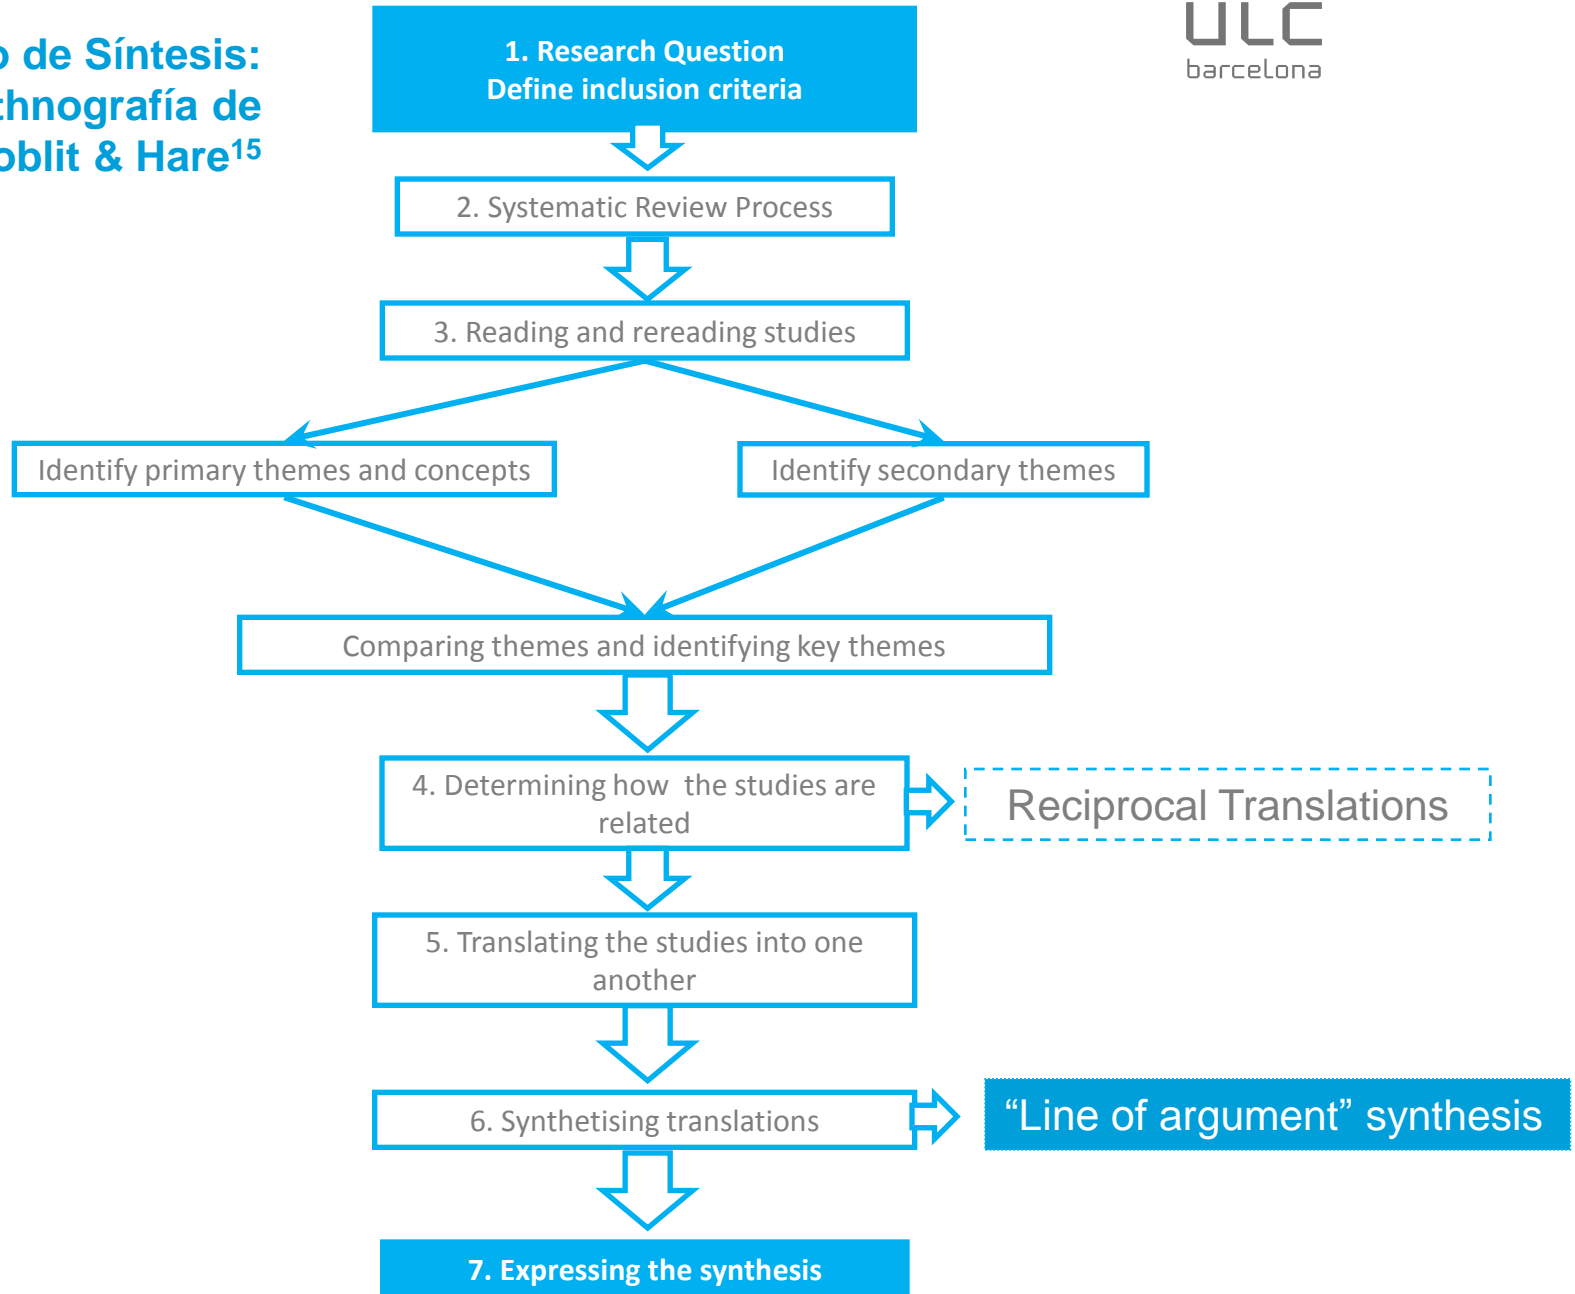 de Síntesis:
de
& Hare15
1. Research Question
Define inclusion criteria
barcelona
2. Systematic Review Process
3. Reading and rereading studies
Identify primary themes and concepts
Identify secondary themes
Comparing themes and identifying key themes
4. Determining how the studies are
related
Reciprocal Translations
5. Translating the studies into one
another
6. Synthetising translations
“Line of argument” synthesis
7. Expressing the synthesis